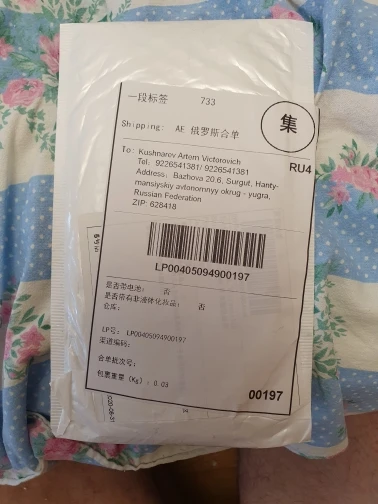 一段标签 733
集
Shipping: AE 俄罗斯合单
RU4
To: Kushnarev Artem Victorovich
Tel: 9226541381/ 9226541381
Address: Bazhova 20.6, Surgut, Hanty-
mansiyskiy avtonomnyy okrug - yugra,
Russian Federation
ZIP: 628418
LP00405094900197
是否带电池: 否
是否带有非液体化妆品: 否
仓库:
LP号: LP00405094900197
渠道编码:
合单批次号:
包裹重量(Kg): 0.03
00197